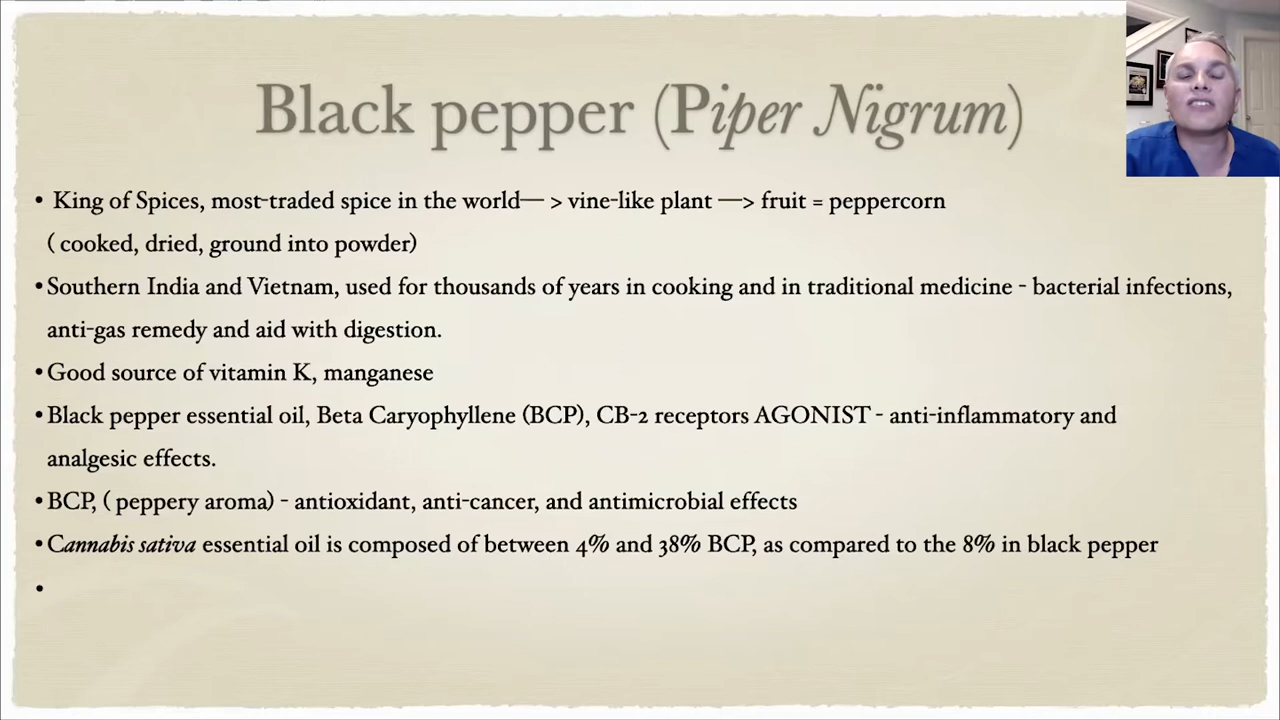 Black pepper (Piper Nigrum)
• King of Spices, most-traded spice in the world— > vine-like plant —> fruit = peppercorn
( cooked, dried, ground into powder)
• Southern India and Vietnam, used for thousands of years in cooking and in traditional medicine - bacterial infections,
anti-gas remedy and aid with digestion.
• Good source of vitamin K, manganese
• Black pepper essential oil, Beta Caryophyllene (BCP), CB-2 receptors AGONIST - anti-inflammatory and
analgesic effects.
• BCP, ( peppery aroma) - antioxidant, anti-cancer, and antimicrobial effects
• Cannabis sativa essential oil is composed of between 4% and 38% BCP, as compared to the 8% in black pepper
•